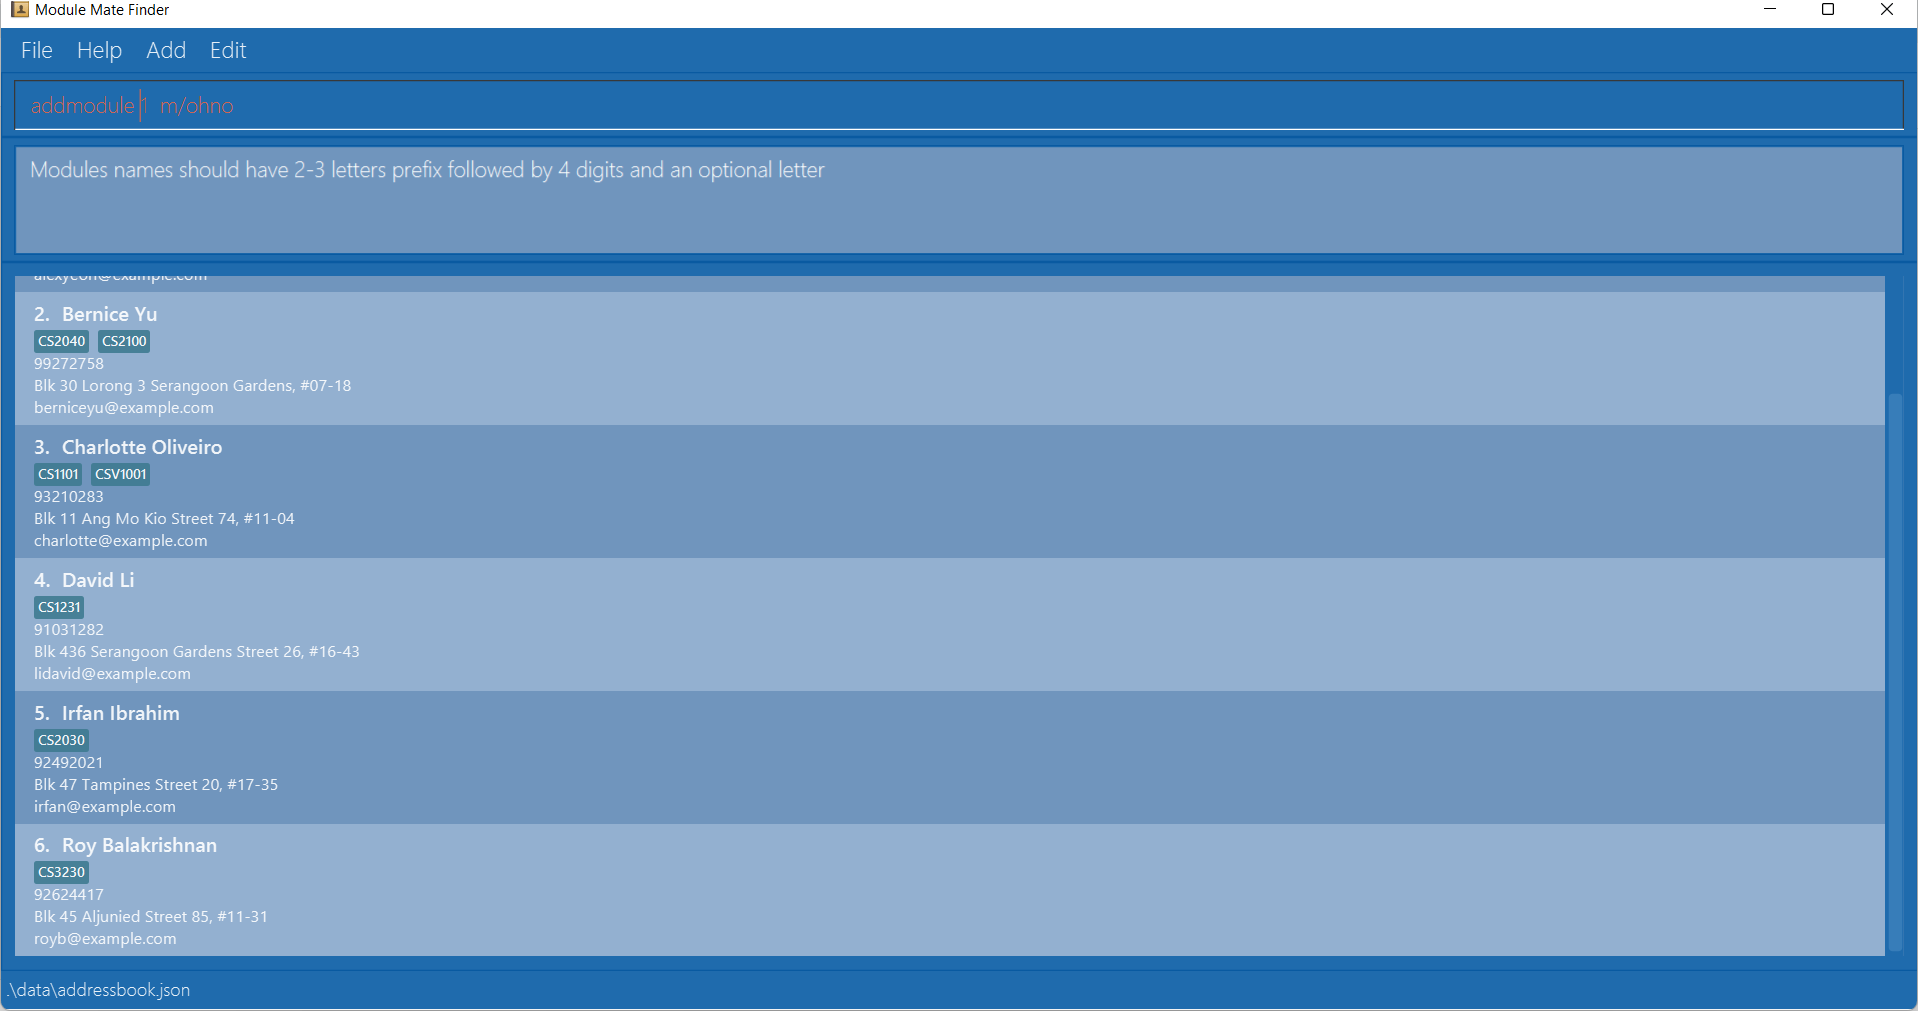 Module Mate Finder
File Help Add Edit
addmodule 1 m/ohno
Modules names should have 2-3 letters prefix followed by 4 digits and an optional letter
alexyeoh@example.com
2. Bernice Yu
CS2040 CS2100
99272758
Blk 30 Lorong 3 Serangoon Gardens, #07-18
berniceyu@example.com
3. Charlotte Oliveiro
CS1101 CSV1001
93210283
Blk 11 Ang Mo Kio Street 74, #11-04
charlotte@example.com
4. David Li
CS1231
91031282
Blk 436 Serangoon Gardens Street 26, #16-43
lidavid@example.com
5. Irfan Ibrahim
CS2030
92492021
Blk 47 Tampines Street 20, #17-35
irfan@example.com
6. Roy Balakrishnan
CS3230
92624417
Blk 45 Aljunied Street 85, #11-31
royb@example.com
.\data\addressbook.json